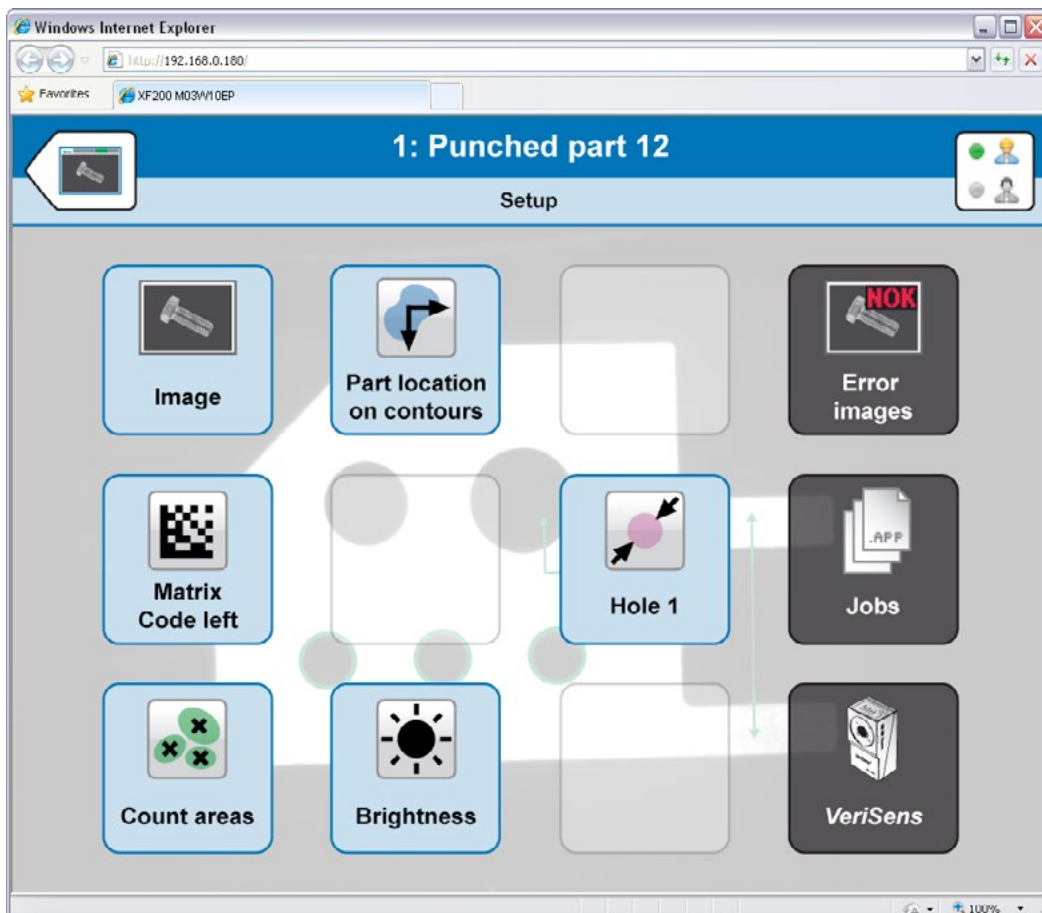 Windows Internet Explorer
http://192.168.0.180/
Favorites
XF200 M03W10EP
1: Punched part 12
Setup
Image
Part location
on contours
NOK
Error
images
Matrix
Code left
Hole 1
.APP
Jobs
Count areas
Brightness
VeriSens
100%